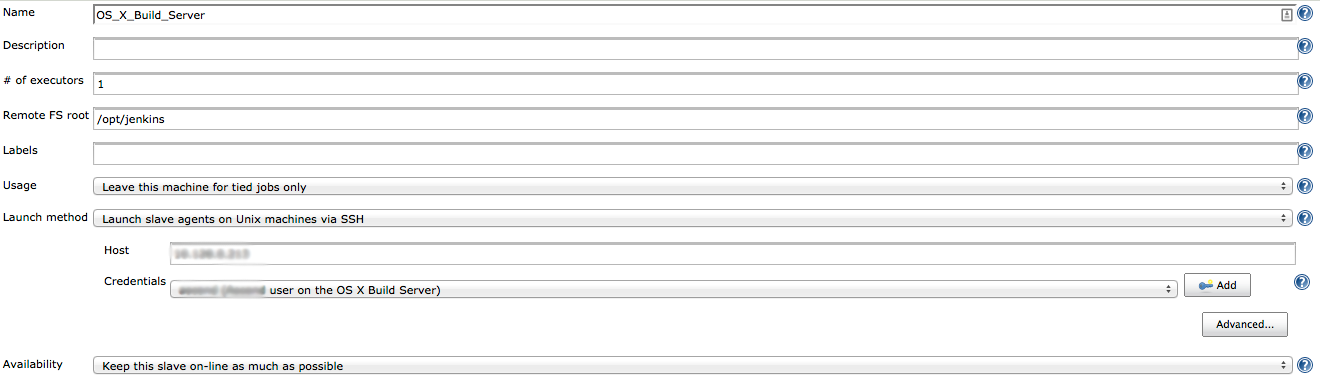 Name OS_X_Build_Server
Description
# of executors 1
Remote FS root /opt/jenkins
Labels
Usage Leave this machine for tied jobs only
Launch method Launch slave agents on Unix machines via SSH
Host
Credentials user on the OS X Build Server) Add
Advanced...
Availability Keep this slave on-line as much as possible